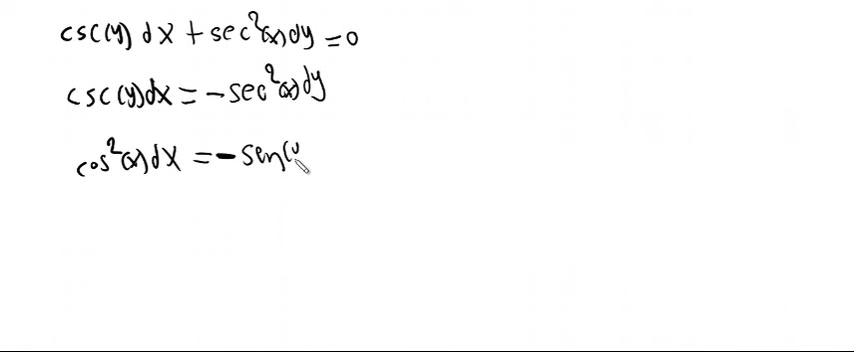 csc(y) dx + sec²(x) dy = 0
csc(y) dx = - sec²(x) dy
cos²(x) dx = - sen(y